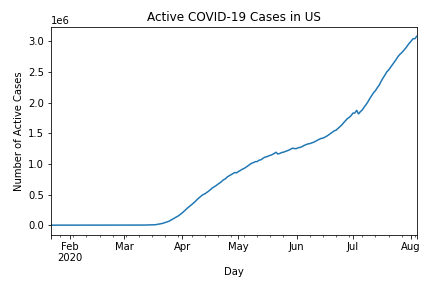 Active COVID-19 Cases in US
1e6
3.0
2.5
2.0
1.5
1.0
0.5
0.0
Number of Active Cases
Feb Mar Apr May Jun Jul Aug
2020
Day